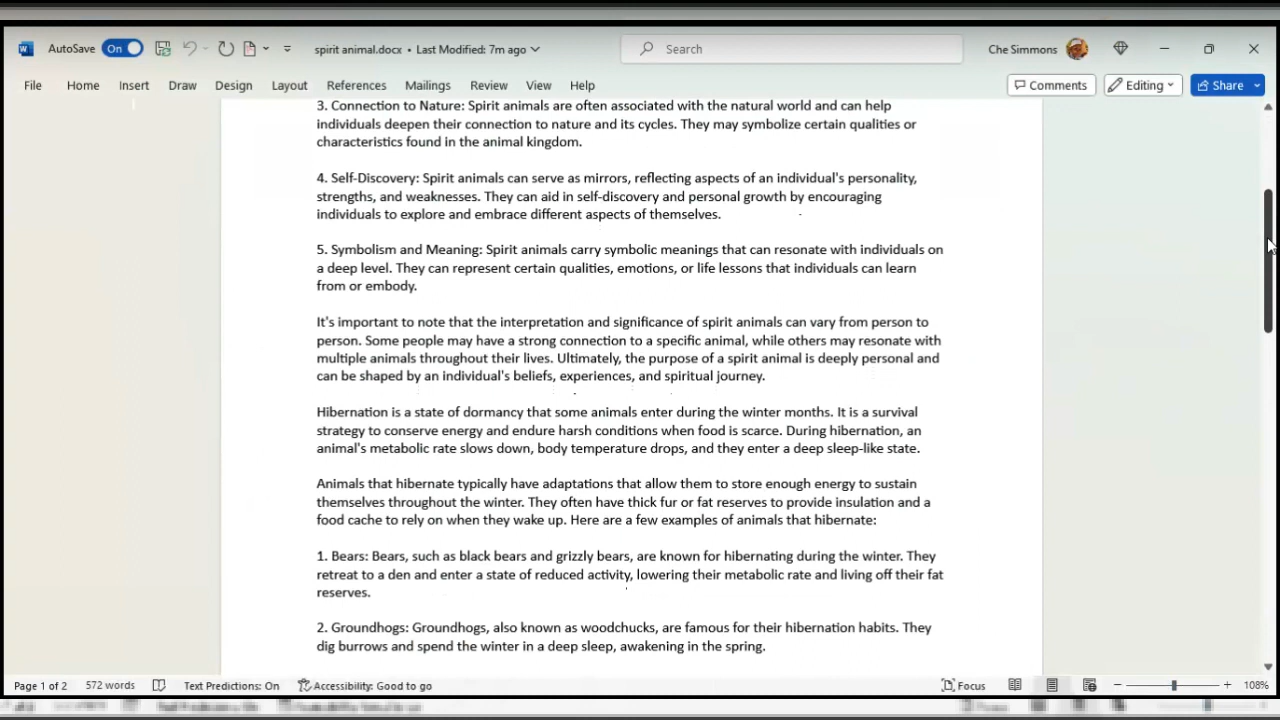 AutoSave On spirit animal.docx • Last Modified: 7m ago Search Che Simmons
File Home Insert Draw Design Layout References Mailings Review View Help Comments Editing Share
3. Connection to Nature: Spirit animals are often associated with the natural world and can help
individuals deepen their connection to nature and its cycles. They may symbolize certain qualities or
characteristics found in the animal kingdom.
4. Self-Discovery: Spirit animals can serve as mirrors, reflecting aspects of an individual's personality,
strengths, and weaknesses. They can aid in self-discovery and personal growth by encouraging
individuals to explore and embrace different aspects of themselves.
5. Symbolism and Meaning: Spirit animals carry symbolic meanings that can resonate with individuals on
a deep level. They can represent certain qualities, emotions, or life lessons that individuals can learn
from or embody.
It's important to note that the interpretation and significance of spirit animals can vary from person to
person. Some people may have a strong connection to a specific animal, while others may resonate with
multiple animals throughout their lives. Ultimately, the purpose of a spirit animal is deeply personal and
can be shaped by an individual's beliefs, experiences, and spiritual journey.
Hibernation is a state of dormancy that some animals enter during the winter months. It is a survival
strategy to conserve energy and endure harsh conditions when food is scarce. During hibernation, an
animal's metabolic rate slows down, body temperature drops, and they enter a deep sleep-like state.
Animals that hibernate typically have adaptations that allow them to store enough energy to sustain
themselves throughout the winter. They often have thick fur or fat reserves to provide insulation and a
food cache to rely on when they wake up. Here are a few examples of animals that hibernate:
1. Bears: Bears, such as black bears and grizzly bears, are known for hibernating during the winter. They
retreat to a den and enter a state of reduced activity, lowering their metabolic rate and living off their fat
reserves.
2. Groundhogs: Groundhogs, also known as woodchucks, are famous for their hibernation habits. They
dig burrows and spend the winter in a deep sleep, awakening in the spring.
Page 1 of 2 572 words Text Predictions: On Accessibility: Good to go Focus 108%